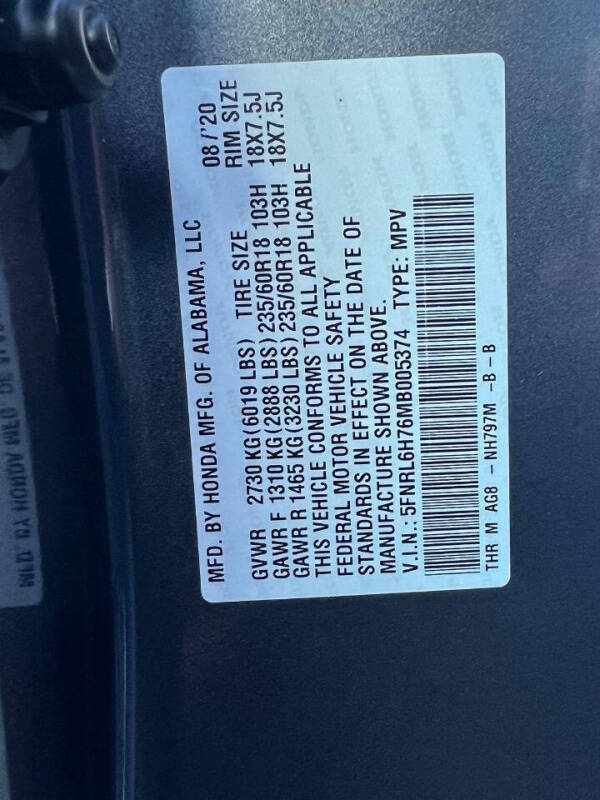 MFD. BY HONDA MFG. OF ALABAMA, LLC 08/'20
GVWR 2730 KG(6019 LBS) TIRE SIZE RIM SIZE
GAWR F 1310 KG(2888 LBS)235/60R18 103H 18X7.5J
GAWR R 1465 KG(3230 LBS)235/60R18 103H 18X7.5J
THIS VEHICLE CONFORMS TO ALL APPLICABLE
FEDERAL MOTOR VEHICLE SAFETY
STANDARDS IN EFFECT ON THE DATE OF
MANUFACTURE SHOWN ABOVE.
V.I.N.: 5FNRL6H76MB005374 TYPE: MPV
THR M AG8 - NH797M -B-B
MFD BY HONDA